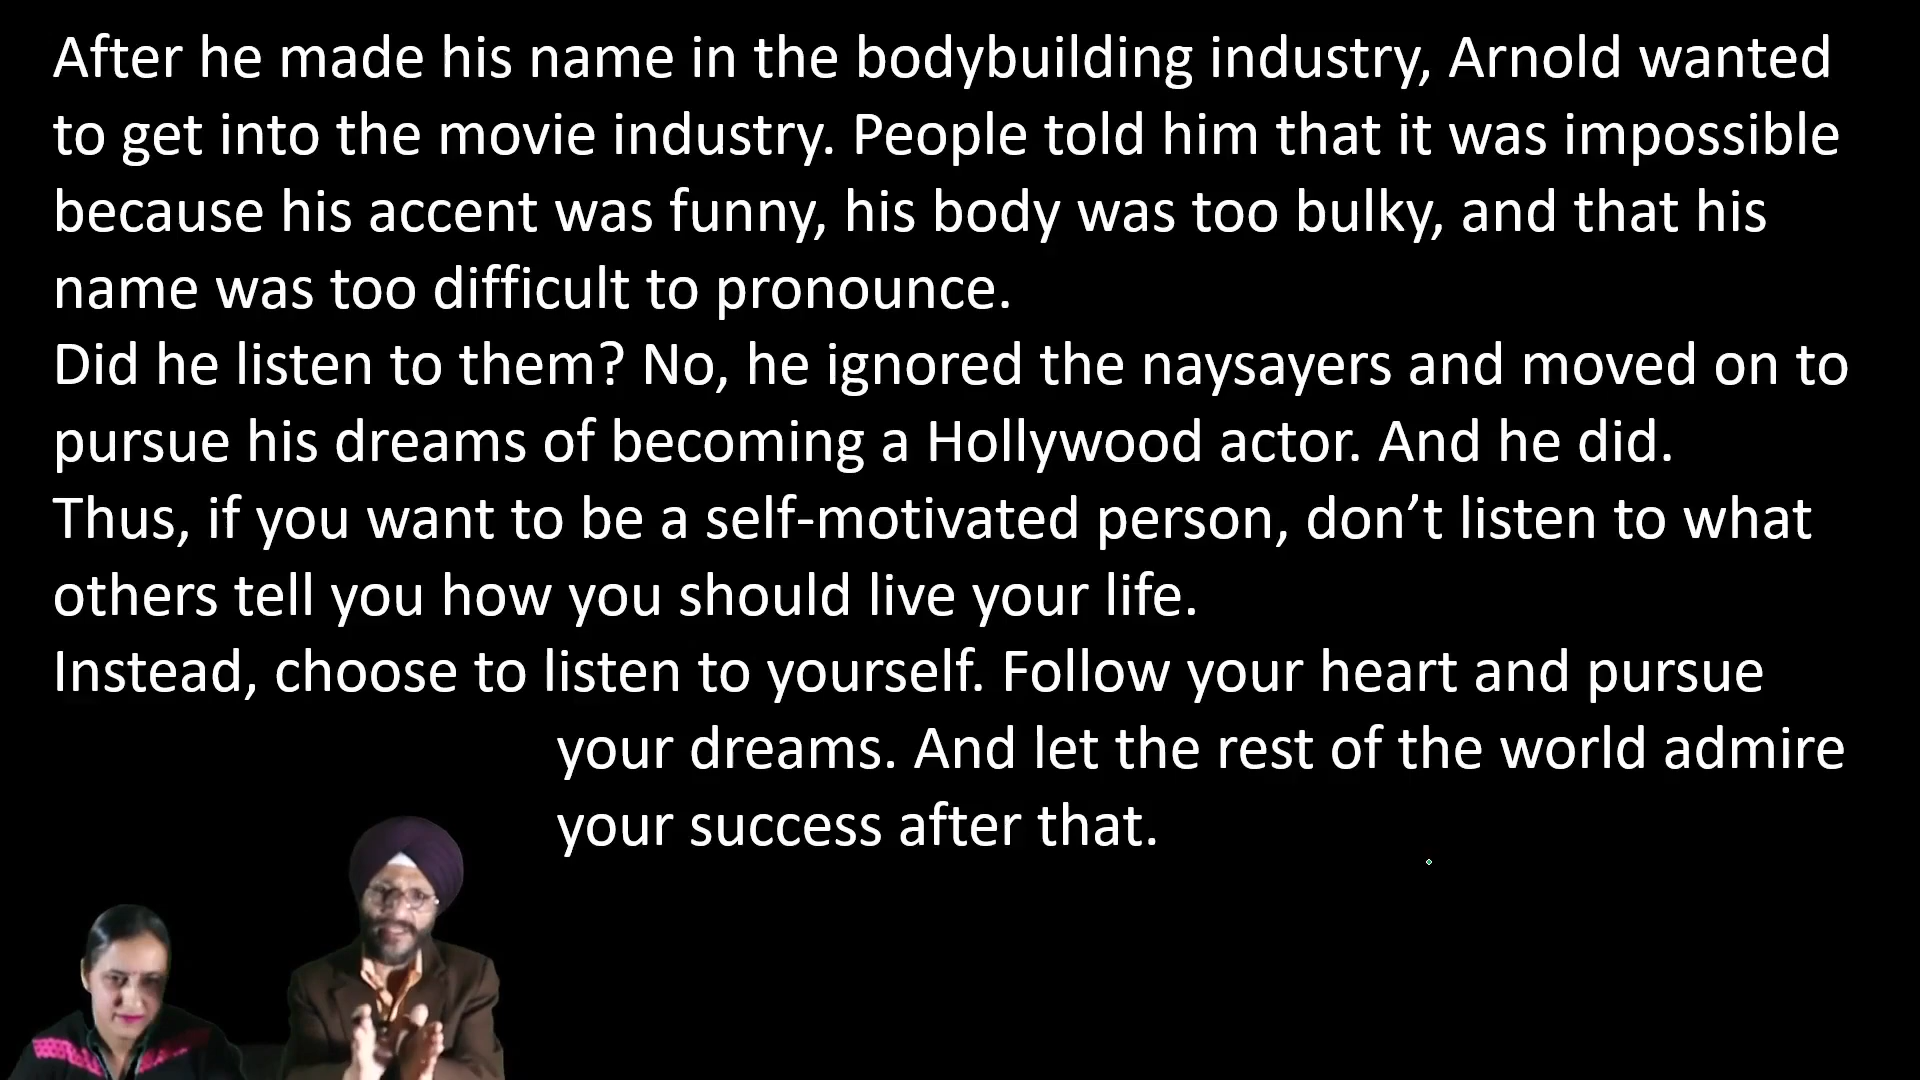 After he made his name in the bodybuilding industry, Arnold wanted
to get into the movie industry. People told him that it was impossible
because his accent was funny, his body was too bulky, and that his
name was too difficult to pronounce.
Did he listen to them? No, he ignored the naysayers and moved on to
pursue his dreams of becoming a Hollywood actor. And he did.
Thus, if you want to be a self-motivated person, don’t listen to what
others tell you how you should live your life.
Instead, choose to listen to yourself. Follow your heart and pursue
your dreams. And let the rest of the world admire
your success after that.